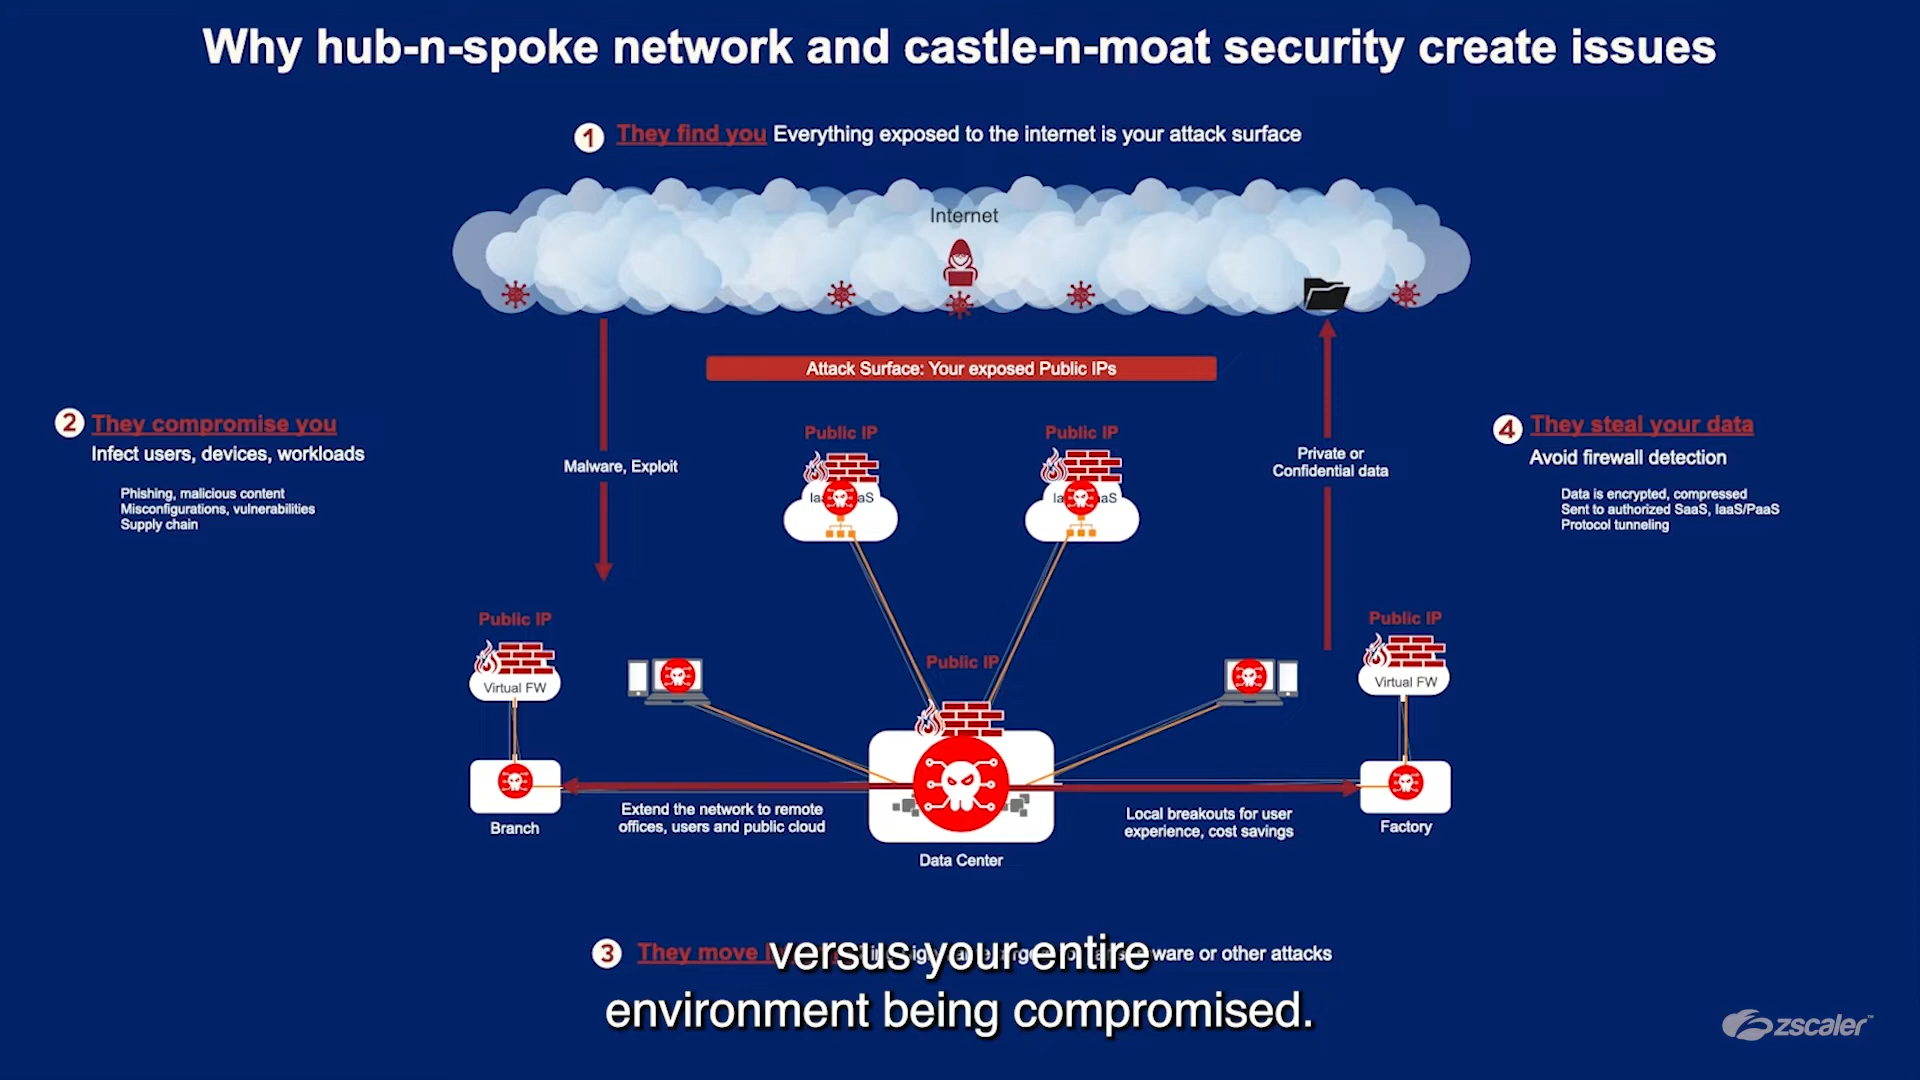 Why hub-n-spoke network and castle-n-moat security create issues
1 They find you Everything exposed to the internet is your attack surface
Internet
Attack Surface: Your exposed Public IPs
2 They compromise you
Infect users, devices, workloads
Phishing, malicious content
Misconfigurations, vulnerabilities
Supply chain
Malware, Exploit
Public IP
Public IP
Private or
Confidential data
4 They steal your data
Avoid firewall detection
Data is encrypted, compressed
Sent to authorized SaaS, IaaS/PaaS
Protocol tunneling
Public IP
Virtual FW
Public IP
Public IP
Virtual FW
Branch
Extend the network to remote
offices, users and public cloud
Data Center
Local breakouts for user
experience, cost savings
Factory
3 They move ware or other attacks
versus your entire
environment being compromised.
zscaler™